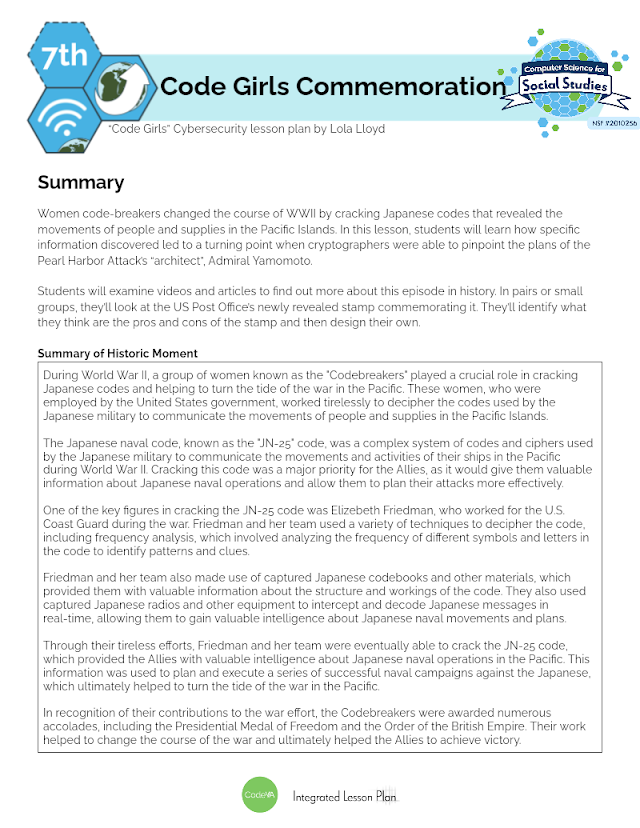 7th
Code Girls Commemoration
Computer Science for
Social Studies
NSF #2010256
"Code Girls" Cybersecurity lesson plan by Lola Lloyd
Summary
Women code-breakers changed the course of WWII by cracking Japanese codes that revealed the
movements of people and supplies in the Pacific Islands. In this lesson, students will learn how specific
information discovered led to a turning point when cryptographers were able to pinpoint the plans of the
Pearl Harbor Attack's "architect", Admiral Yamomoto.
Students will examine videos and articles to find out more about this episode in history. In pairs or small
groups, they'll look at the US Post Office's newly revealed stamp commemorating it. They'll identify what
they think are the pros and cons of the stamp and then design their own.
Summary of Historic Moment
During World War II, a group of women known as the "Codebreakers" played a crucial role in cracking
Japanese codes and helping to turn the tide of the war in the Pacific. These women, who were
employed by the United States government, worked tirelessly to decipher the codes used by the
Japanese military to communicate the movements of people and supplies in the Pacific Islands.
The Japanese naval code, known as the "JN-25" code, was a complex system of codes and ciphers used
by the Japanese military to communicate the movements and activities of their ships in the Pacific
during World War II. Cracking this code was a major priority for the Allies, as it would give them valuable
information about Japanese naval operations and allow them to plan their attacks more effectively.
One of the key figures in cracking the JN-25 code was Elizebeth Friedman, who worked for the U.S.
Coast Guard during the war. Friedman and her team used a variety of techniques to decipher the code,
including frequency analysis, which involved analyzing the frequency of different symbols and letters in
the code to identify patterns and clues.
Friedman and her team also made use of captured Japanese codebooks and other materials, which
provided them with valuable information about the structure and workings of the code. They also used
captured Japanese radios and other equipment to intercept and decode Japanese messages in
real-time, allowing them to gain valuable intelligence about Japanese naval movements and plans.
Through their tireless efforts, Friedman and her team were eventually able to crack the JN-25 code,
which provided the Allies with valuable intelligence about Japanese naval operations in the Pacific. This
information was used to plan and execute a series of successful naval campaigns against the Japanese,
which ultimately helped to turn the tide of the war in the Pacific.
In recognition of their contributions to the war effort, the Codebreakers were awarded numerous
accolades, including the Presidential Medal of Freedom and the Order of the British Empire. Their work
helped to change the course of the war and ultimately helped the Allies to achieve victory.
CodeVA
Integrated Lesson Plan